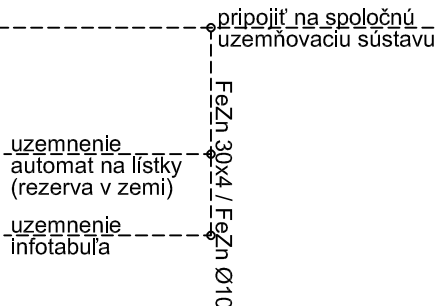 pripojiť na spoločnú
uzemňovaciu sústavu
FeZn 30x4 / FeZn Ø10
uzemnenie
automat na lístky
(rezerva v zemi)
uzemnenie
infotabuľa